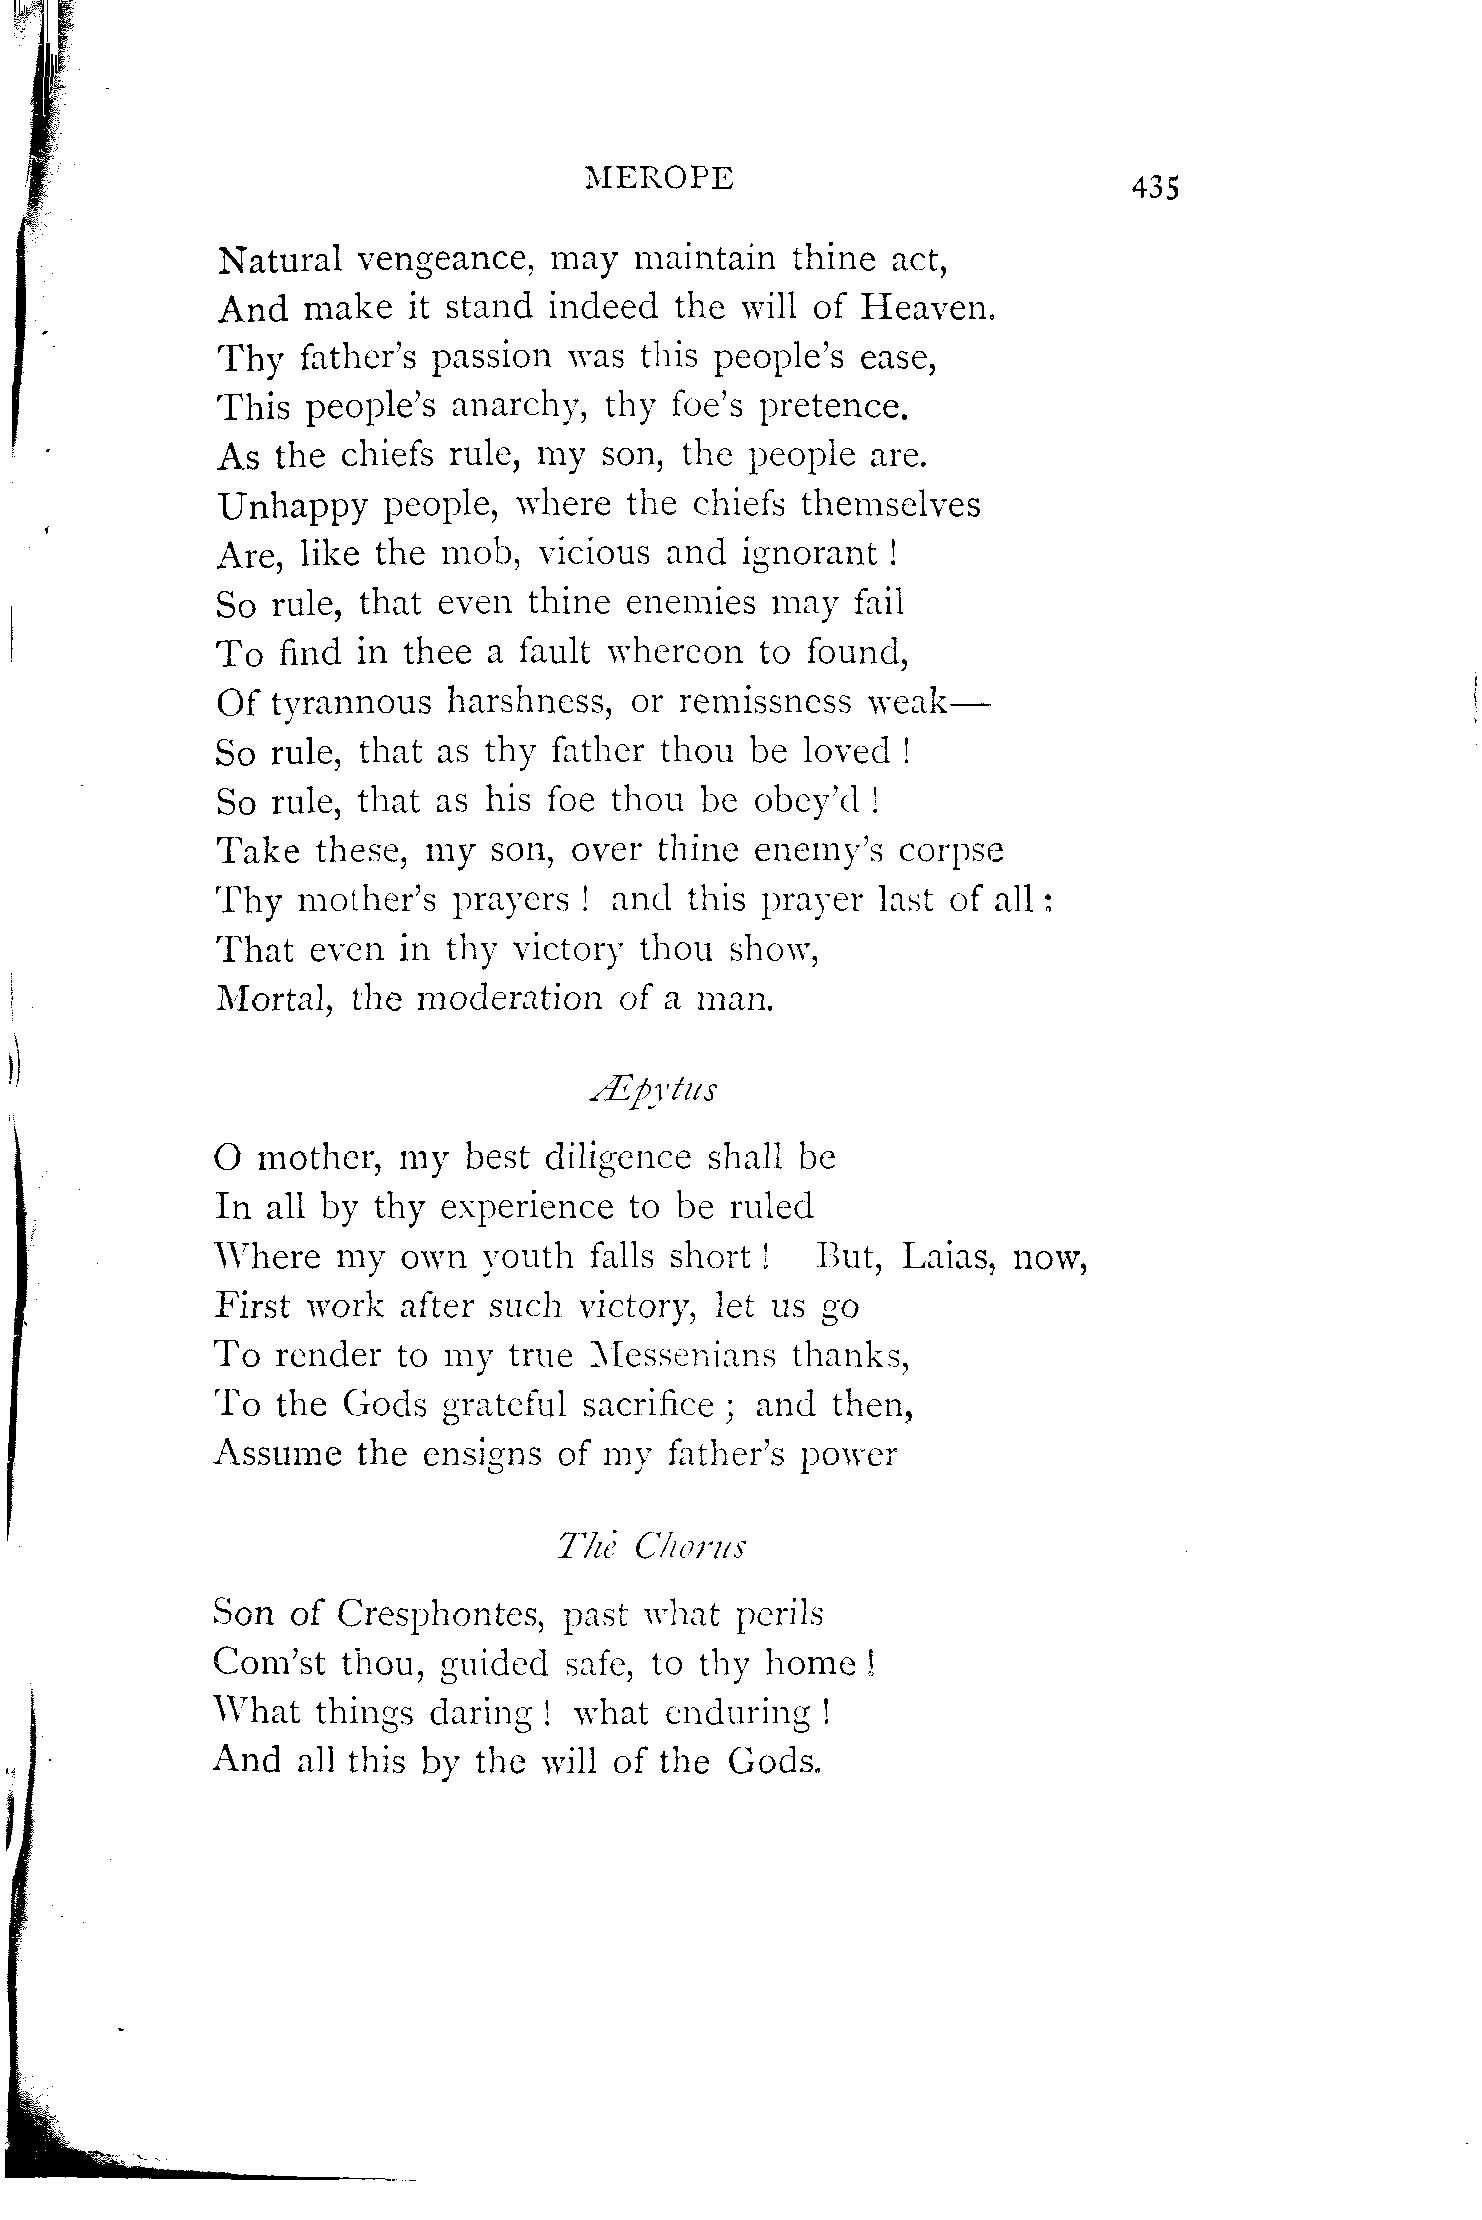 MEROPE 435
Natural vengeance, may maintain thine act,
And make it stand indeed the will of Heaven.
Thy father's passion was this people's ease,
This people's anarchy, thy foe's pretence.
As the chiefs rule, my son, the people are.
Unhappy people, where the chiefs themselves
Are, like the mob, vicious and ignorant !
So rule, that even thine enemies may fail
To find in thee a fault whereon to found,
Of tyrannous harshness, or remissness weak—
So rule, that as thy father thou be loved !
So rule, that as his foe thou be obey'd !
Take these, my son, over thine enemy's corpse
Thy mother's prayers ! and this prayer last of all :
That even in thy victory thou show,
Mortal, the moderation of a man.
Æpytus
O mother, my best diligence shall be
In all by thy experience to be ruled
Where my own youth falls short ! But, Laias, now,
First work after such victory, let us go
To render to my true Messenians thanks,
To the Gods grateful sacrifice ; and then,
Assume the ensigns of my father's power
The Chorus
Son of Cresphontes, past what perils
Com'st thou, guided safe, to thy home !
What things daring ! what enduring !
And all this by the will of the Gods.